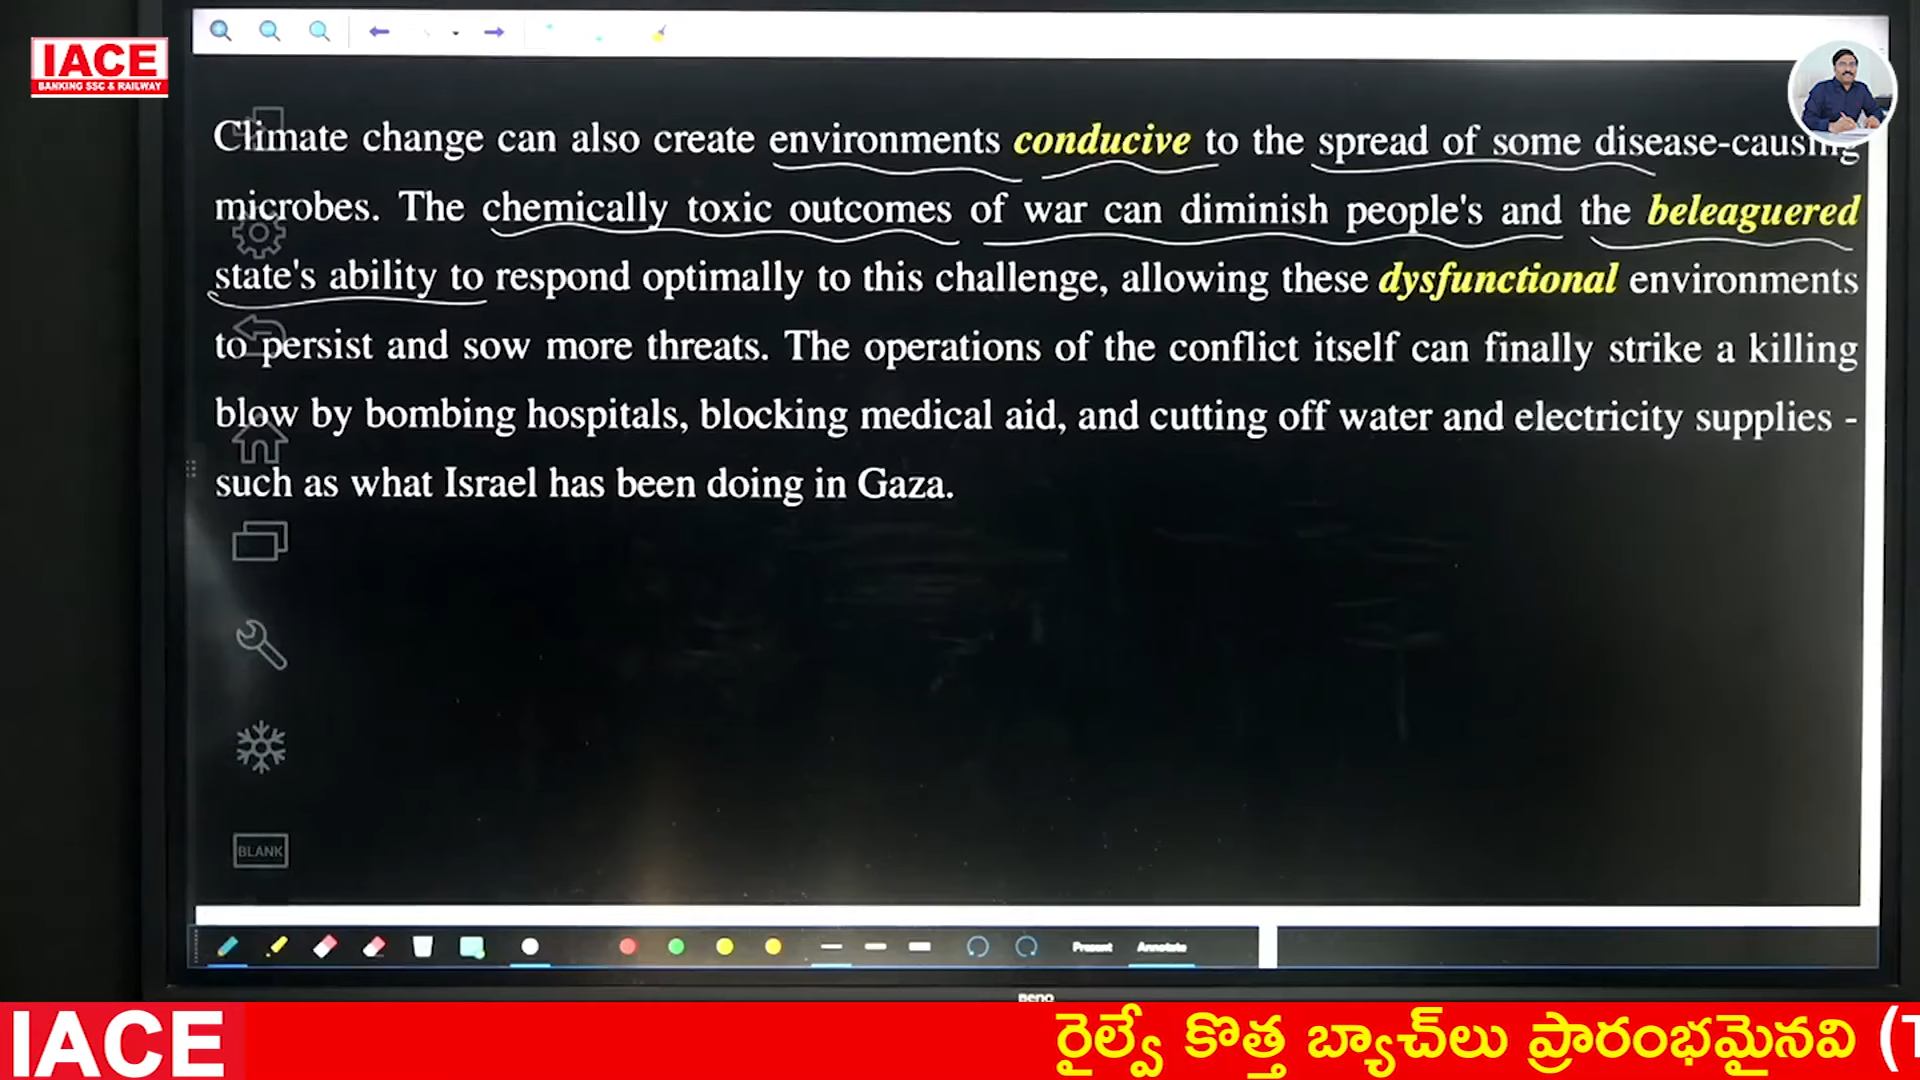 IACE
BANKING SSC & RAILWAY
Climate change can also create environments conducive to the spread of some disease-causing
microbes. The chemically toxic outcomes of war can diminish people's and the beleaguered
state's ability to respond optimally to this challenge, allowing these dysfunctional environments
to persist and sow more threats. The operations of the conflict itself can finally strike a killing
blow by bombing hospitals, blocking medical aid, and cutting off water and electricity supplies -
such as what Israel has been doing in Gaza.
BLANK
Present Annotate
BenQ
IACE రైల్వే కొత్త బ్యాచ్‌లు ప్రారంభమైనవి (T